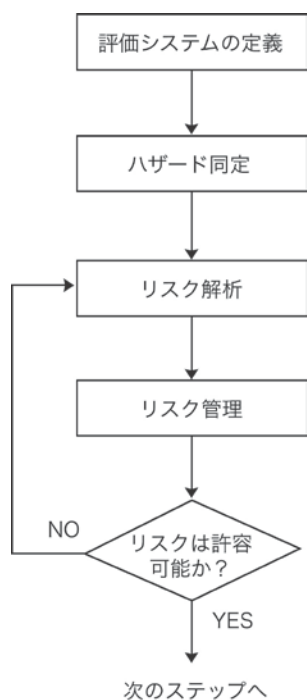 評価システムの定義
ハザード同定
リスク解析
リスク管理
リスクは許容
可能か？
NO
YES
次のステップへ